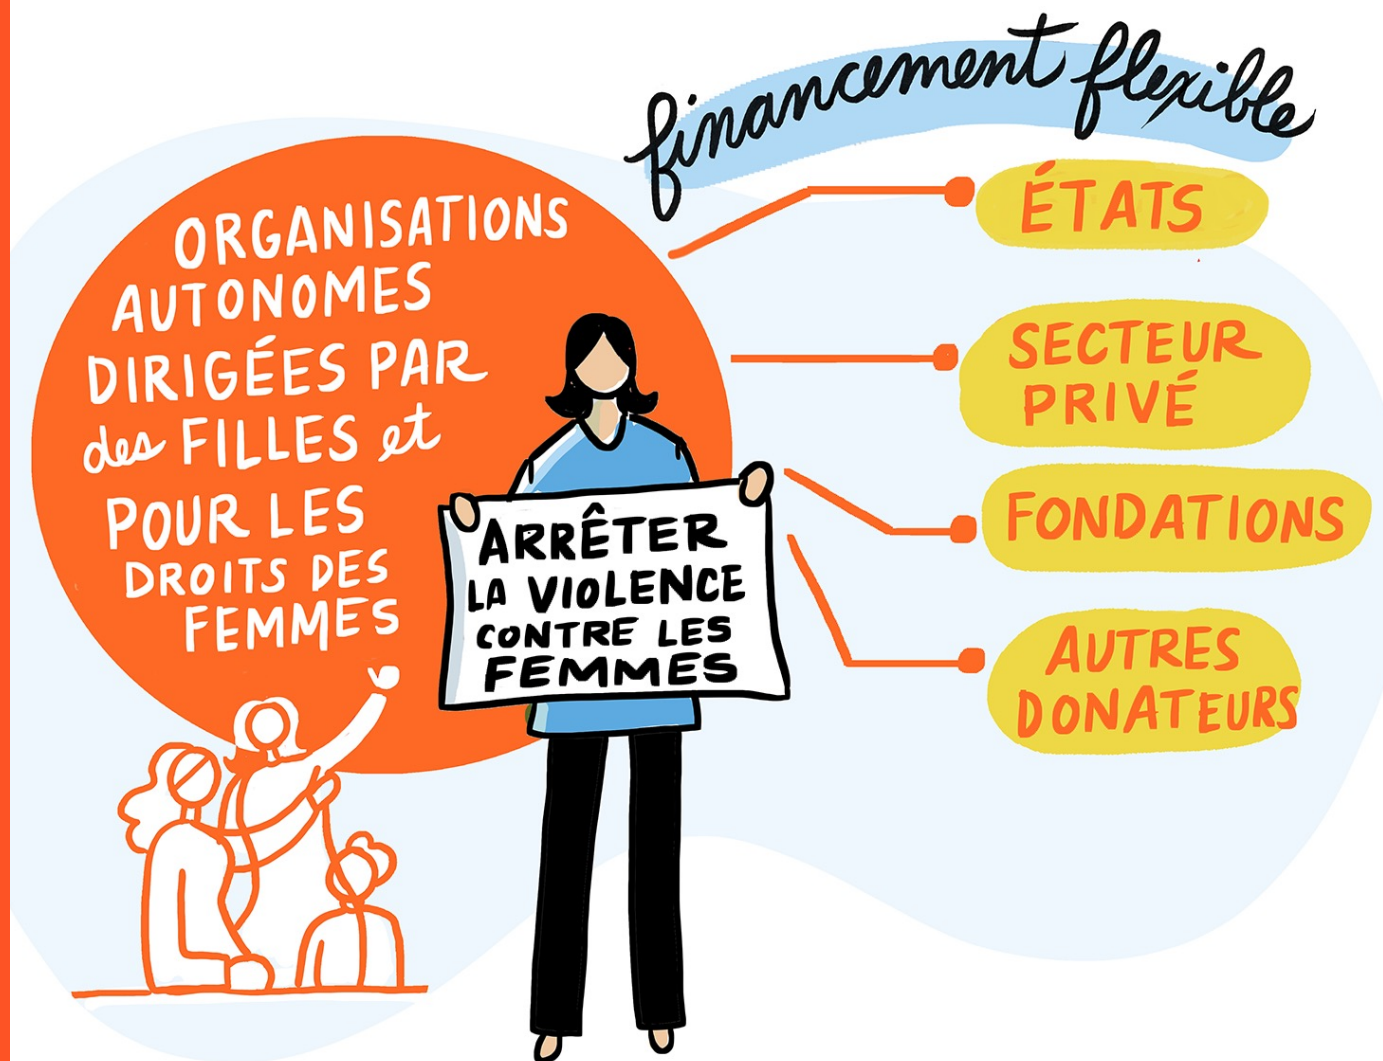 financement flexible
ORGANISATIONS
AUTONOMES
DIRIGÉES PAR
des FILLES et
POUR LES
DROITS DES
FEMMES
ARRÊTER
LA VIOLENCE
CONTRE LES
FEMMES
ÉTATS
SECTEUR
PRIVÉ
FONDATIONS
AUTRES
DONATEURS